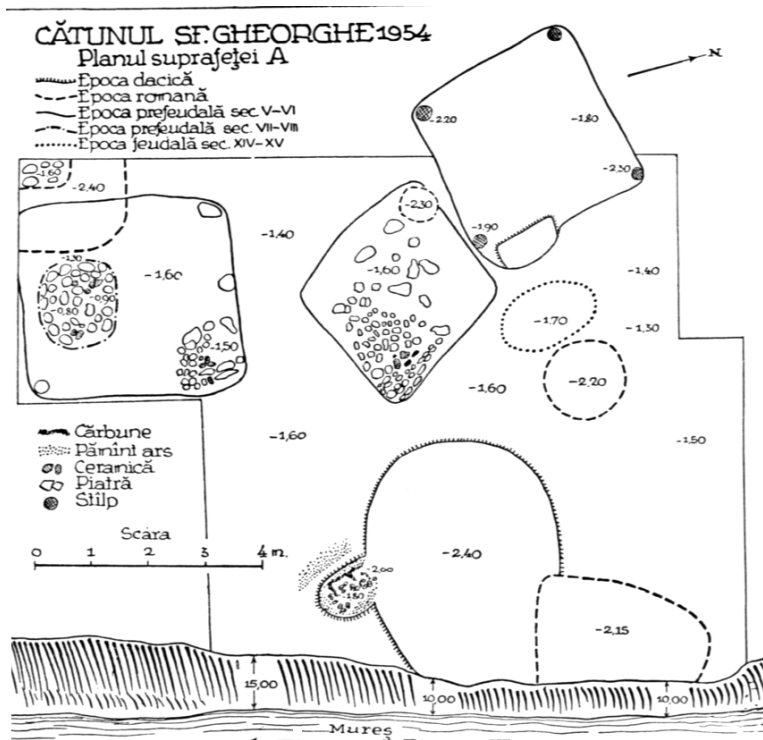 CĂTUNUL SF. GHEORGHE 1954
Planul suprafeţei A
Epoca dacică
Epoca romană
Epoca prefeudală sec. V-VI
Epoca prefeudală sec. VII-VIII
Epoca feudală sec. XIV-XV
N
-2,20
-1,80
-2,30
-1,90
-1,60
-2,40
-2,30
-1,40
-1,60
-1,60
-1,40
-1,30
-0,90
-0,80
-1,70
-1,30
-1,50
-2,20
-1,60
-1,60
-1,50
Cărbune
Pămînt ars
Ceramică
Piatră
Stîlp
Scara
0 1 2 3 4 m.
-2,40
-2,00
-1,80
-2,15
15,00
10,00
10,00
Mureş